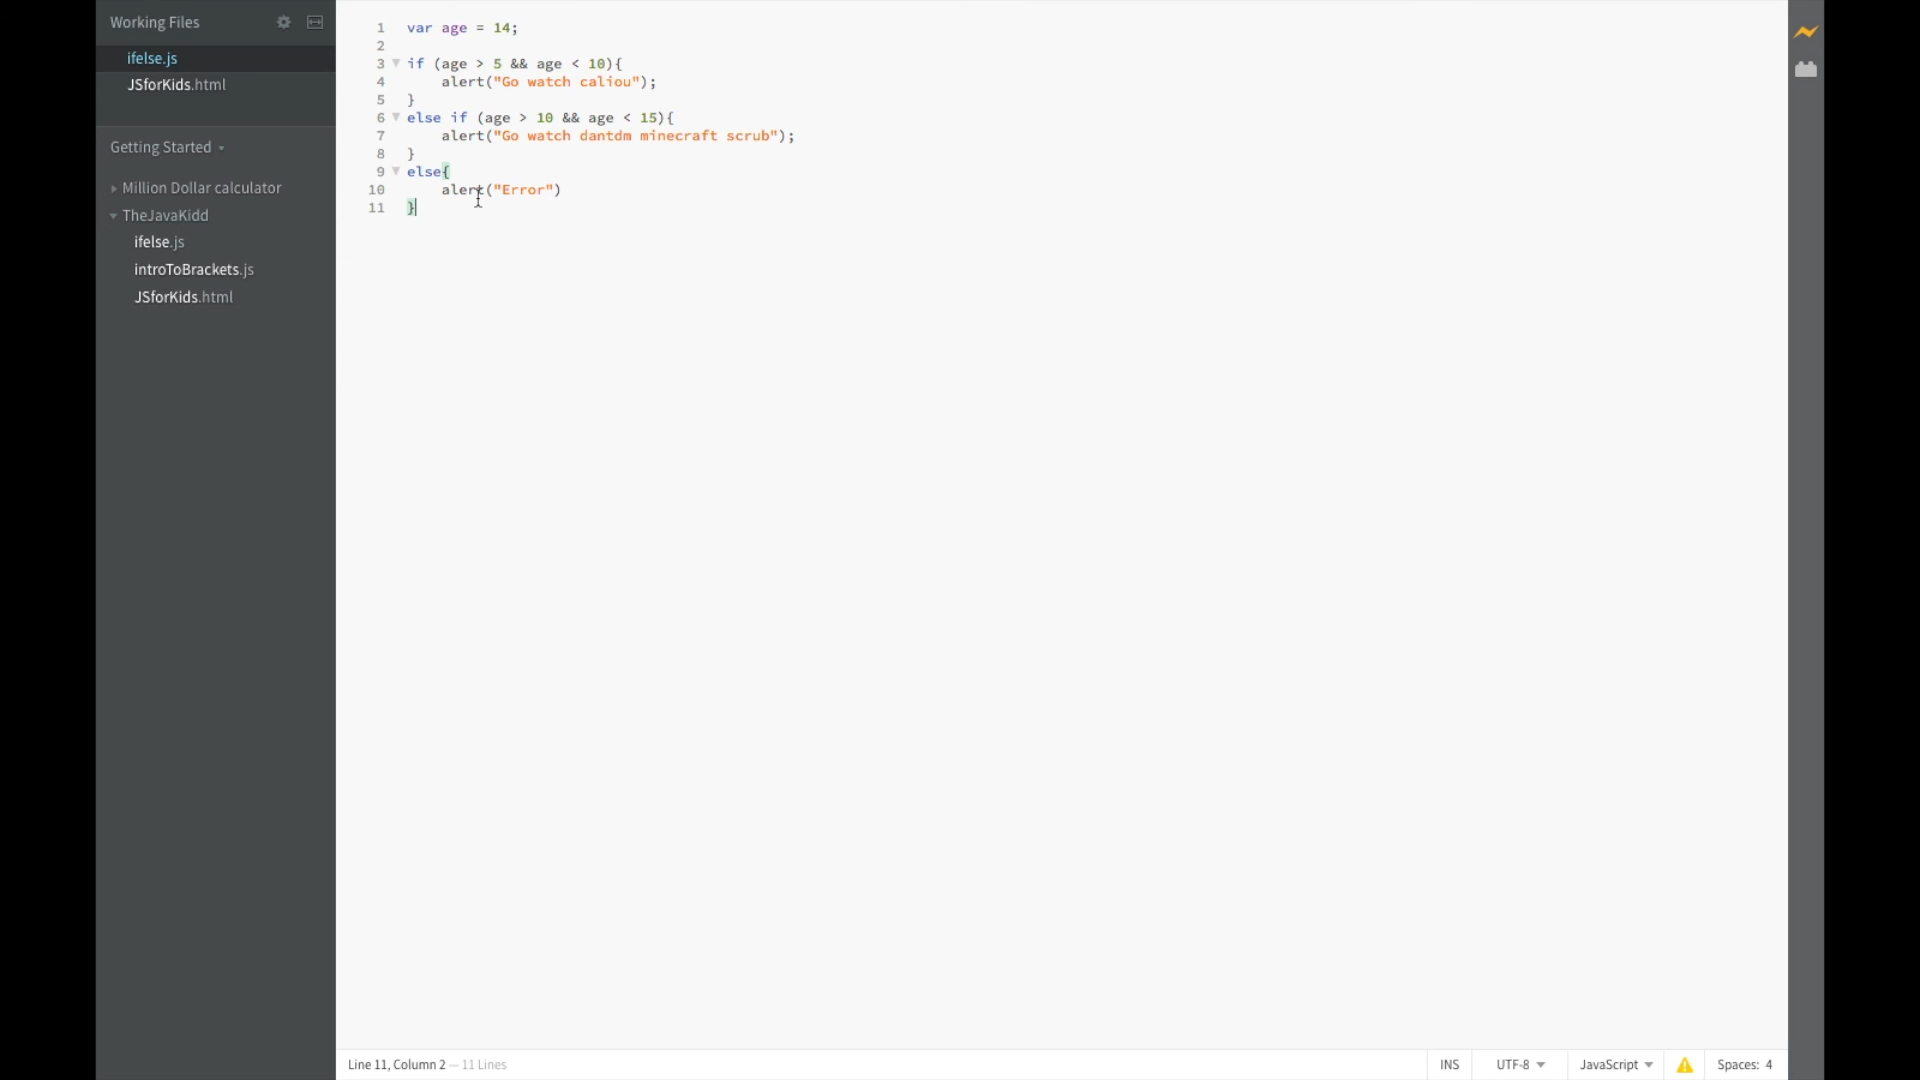 Working Files
ifelse.js
JSforKids.html
Getting Started
Million Dollar calculator
TheJavaKidd
ifelse.js
introToBrackets.js
JSforKids.html
1 var age = 14;
2
3 if (age > 5 && age < 10){
4 alert("Go watch caliou");
5 }
6 else if (age > 10 && age < 15){
7 alert("Go watch dantdm minecraft scrub");
8 }
9 else{
10 alert("Error")
11 }
Line 11, Column 2 — 11 Lines INS UTF-8 JavaScript Spaces: 4